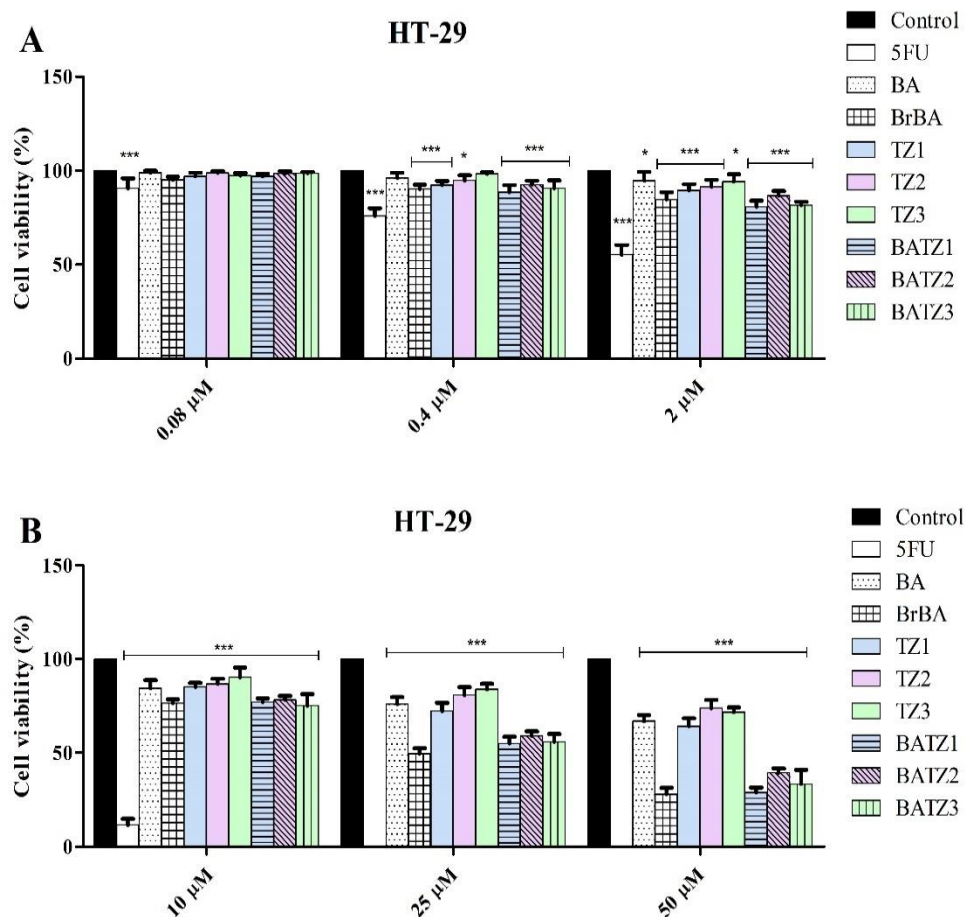 A
HT-29
Cell viability (%)
150
100
50
0
***
***
***
*
***
***
*
***
*
***
0.08 µM
0.4 µM
2 µM
Control
5FU
BA
BrBA
TZ1
TZ2
TZ3
BATZ1
BATZ2
BATZ3
B
HT-29
Cell viability (%)
150
100
50
0
***
***
***
10 µM
25 µM
50 µM
Control
5FU
BA
BrBA
TZ1
TZ2
TZ3
BATZ1
BATZ2
BATZ3